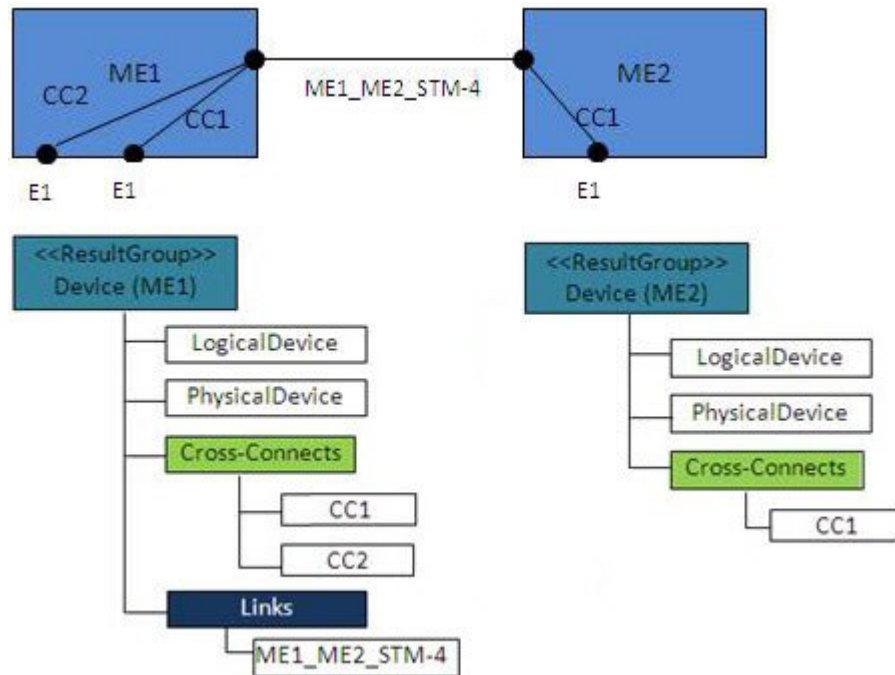 ME1
CC2
CC1
E1
E1
ME1_ME2_STM-4
ME2
CC1
E1
<<ResultGroup>>
Device (ME1)
LogicalDevice
PhysicalDevice
Cross-Connects
CC1
CC2
Links
ME1_ME2_STM-4
<<ResultGroup>>
Device (ME2)
LogicalDevice
PhysicalDevice
Cross-Connects
CC1